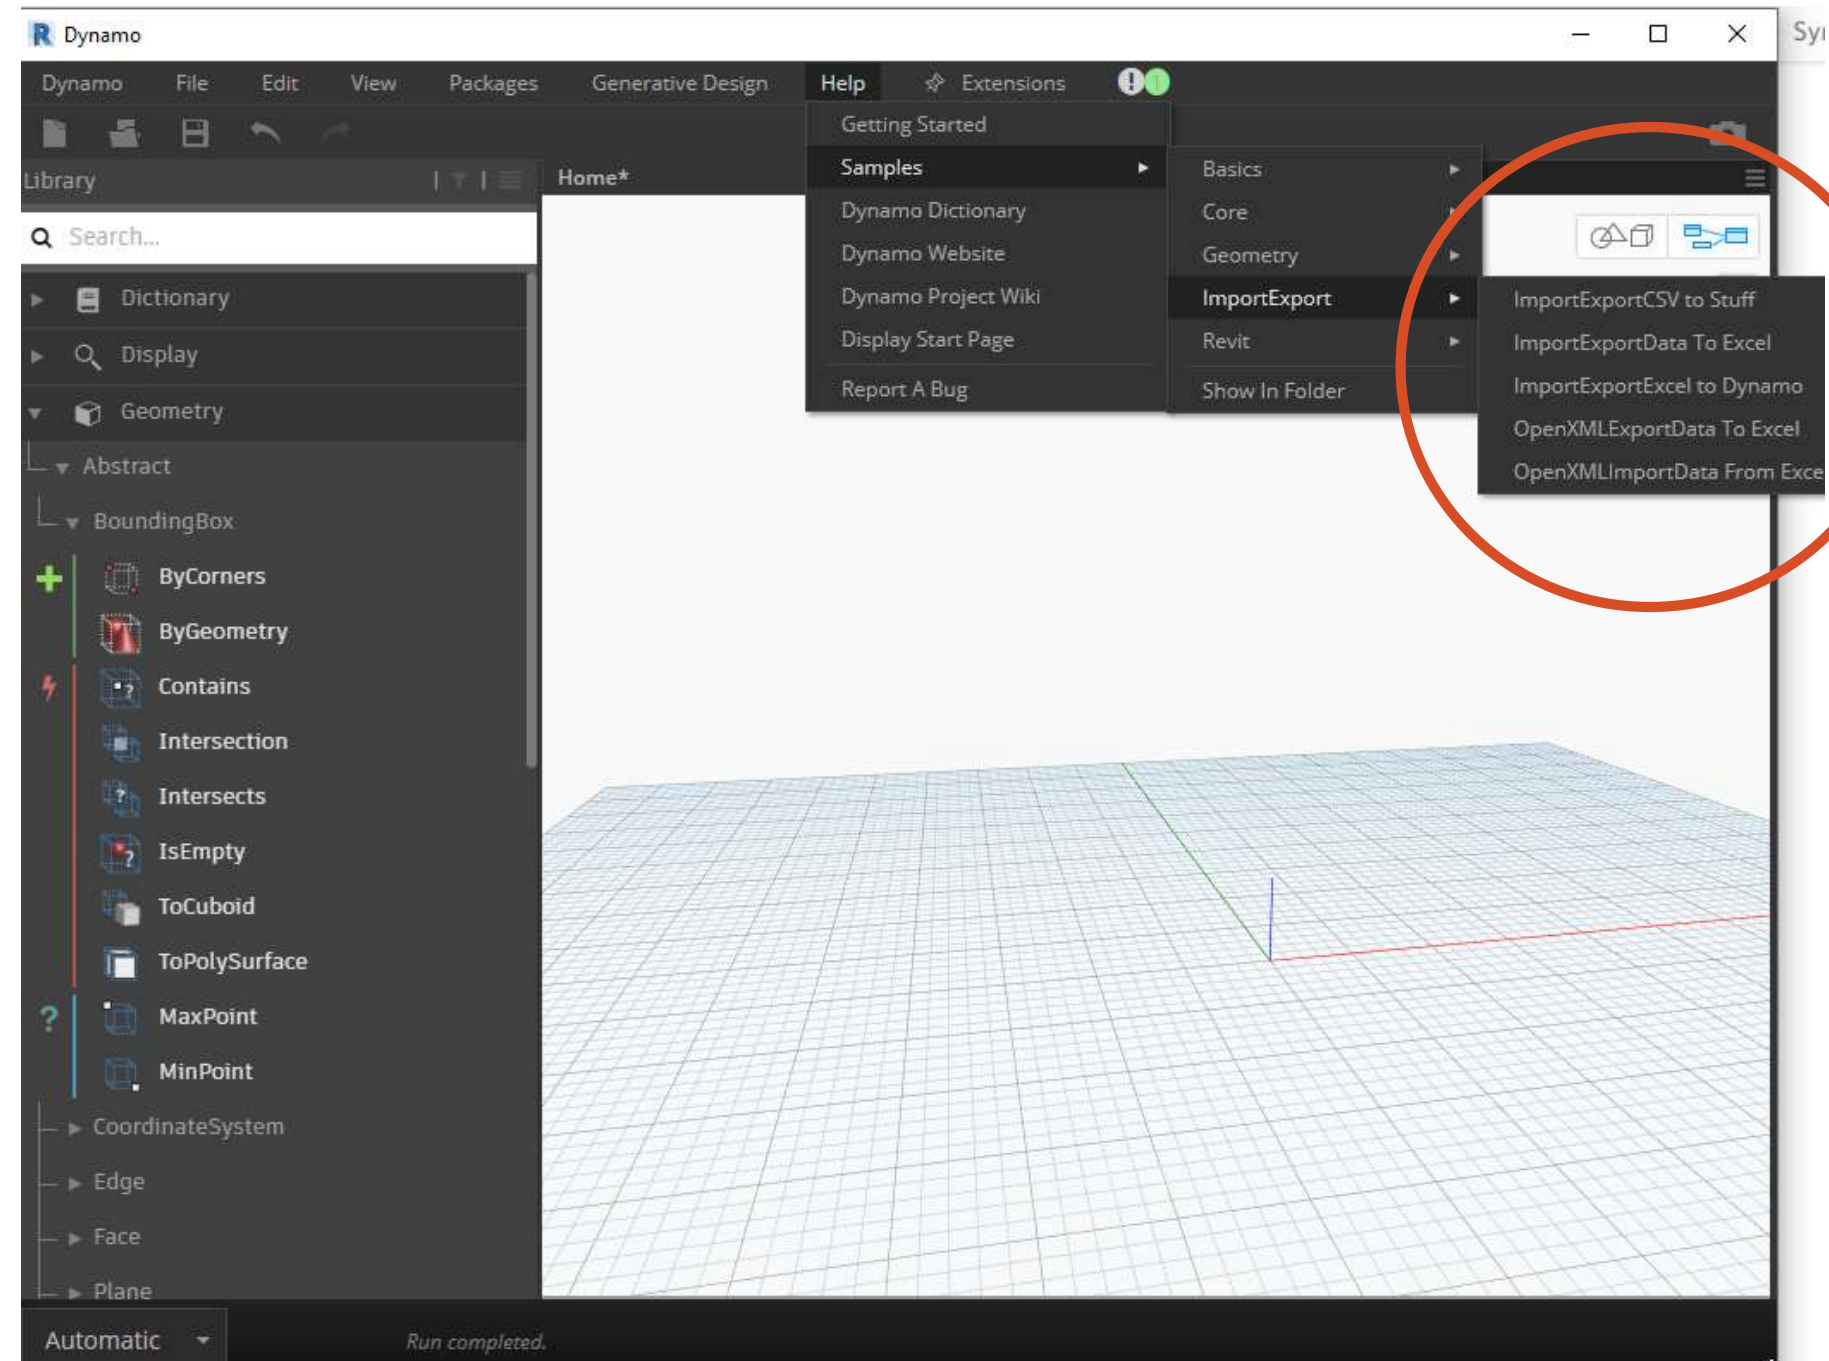 Dynamo
Syn
Dynamo File Edit View Packages Generative Design Help Extensions
Library
Home*
Search...
Dictionary
Display
Geometry
Abstract
BoundingBox
ByCorners
ByGeometry
Contains
Intersection
Intersects
IsEmpty
ToCuboid
ToPolySurface
MaxPoint
MinPoint
CoordinateSystem
Edge
Face
Plane
Getting Started
Samples
Dynamo Dictionary
Dynamo Website
Dynamo Project Wiki
Display Start Page
Report A Bug
Basics
Core
Geometry
ImportExport
Revit
Show In Folder
ImportExportCSV to Stuff
ImportExportData To Excel
ImportExportExcel to Dynamo
OpenXMLExportData To Excel
OpenXMLImportData From Exce
Automatic
Run completed.